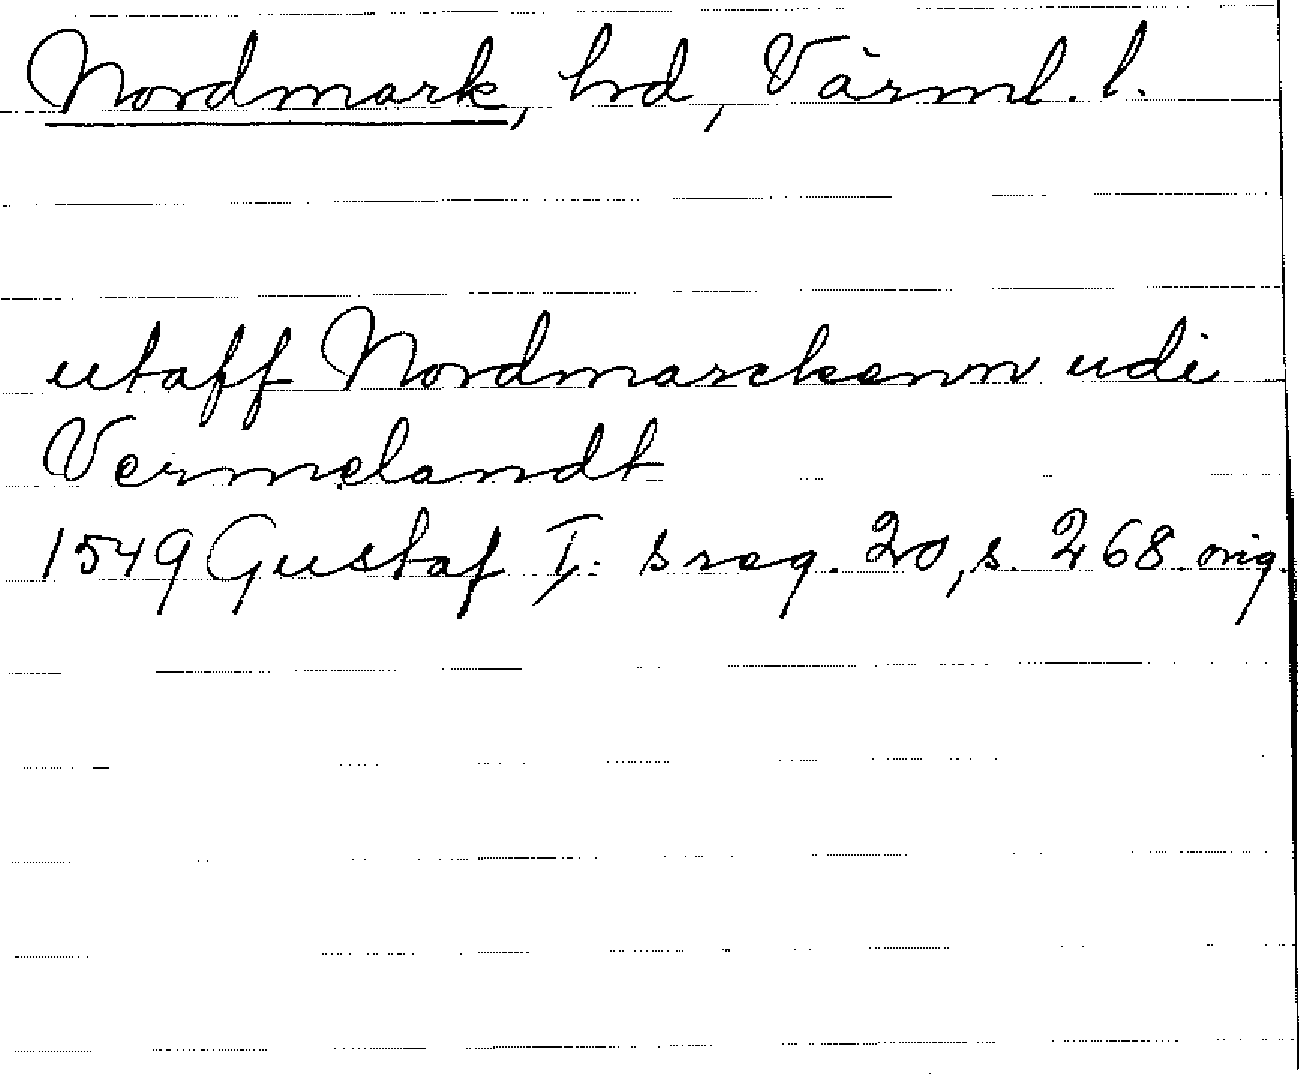 Nordmark, hd, Värml. l.
utaff Nordmarckenn udi
Vermelandt
1549 Gustaf I: s reg. 20, s. 268. orig.